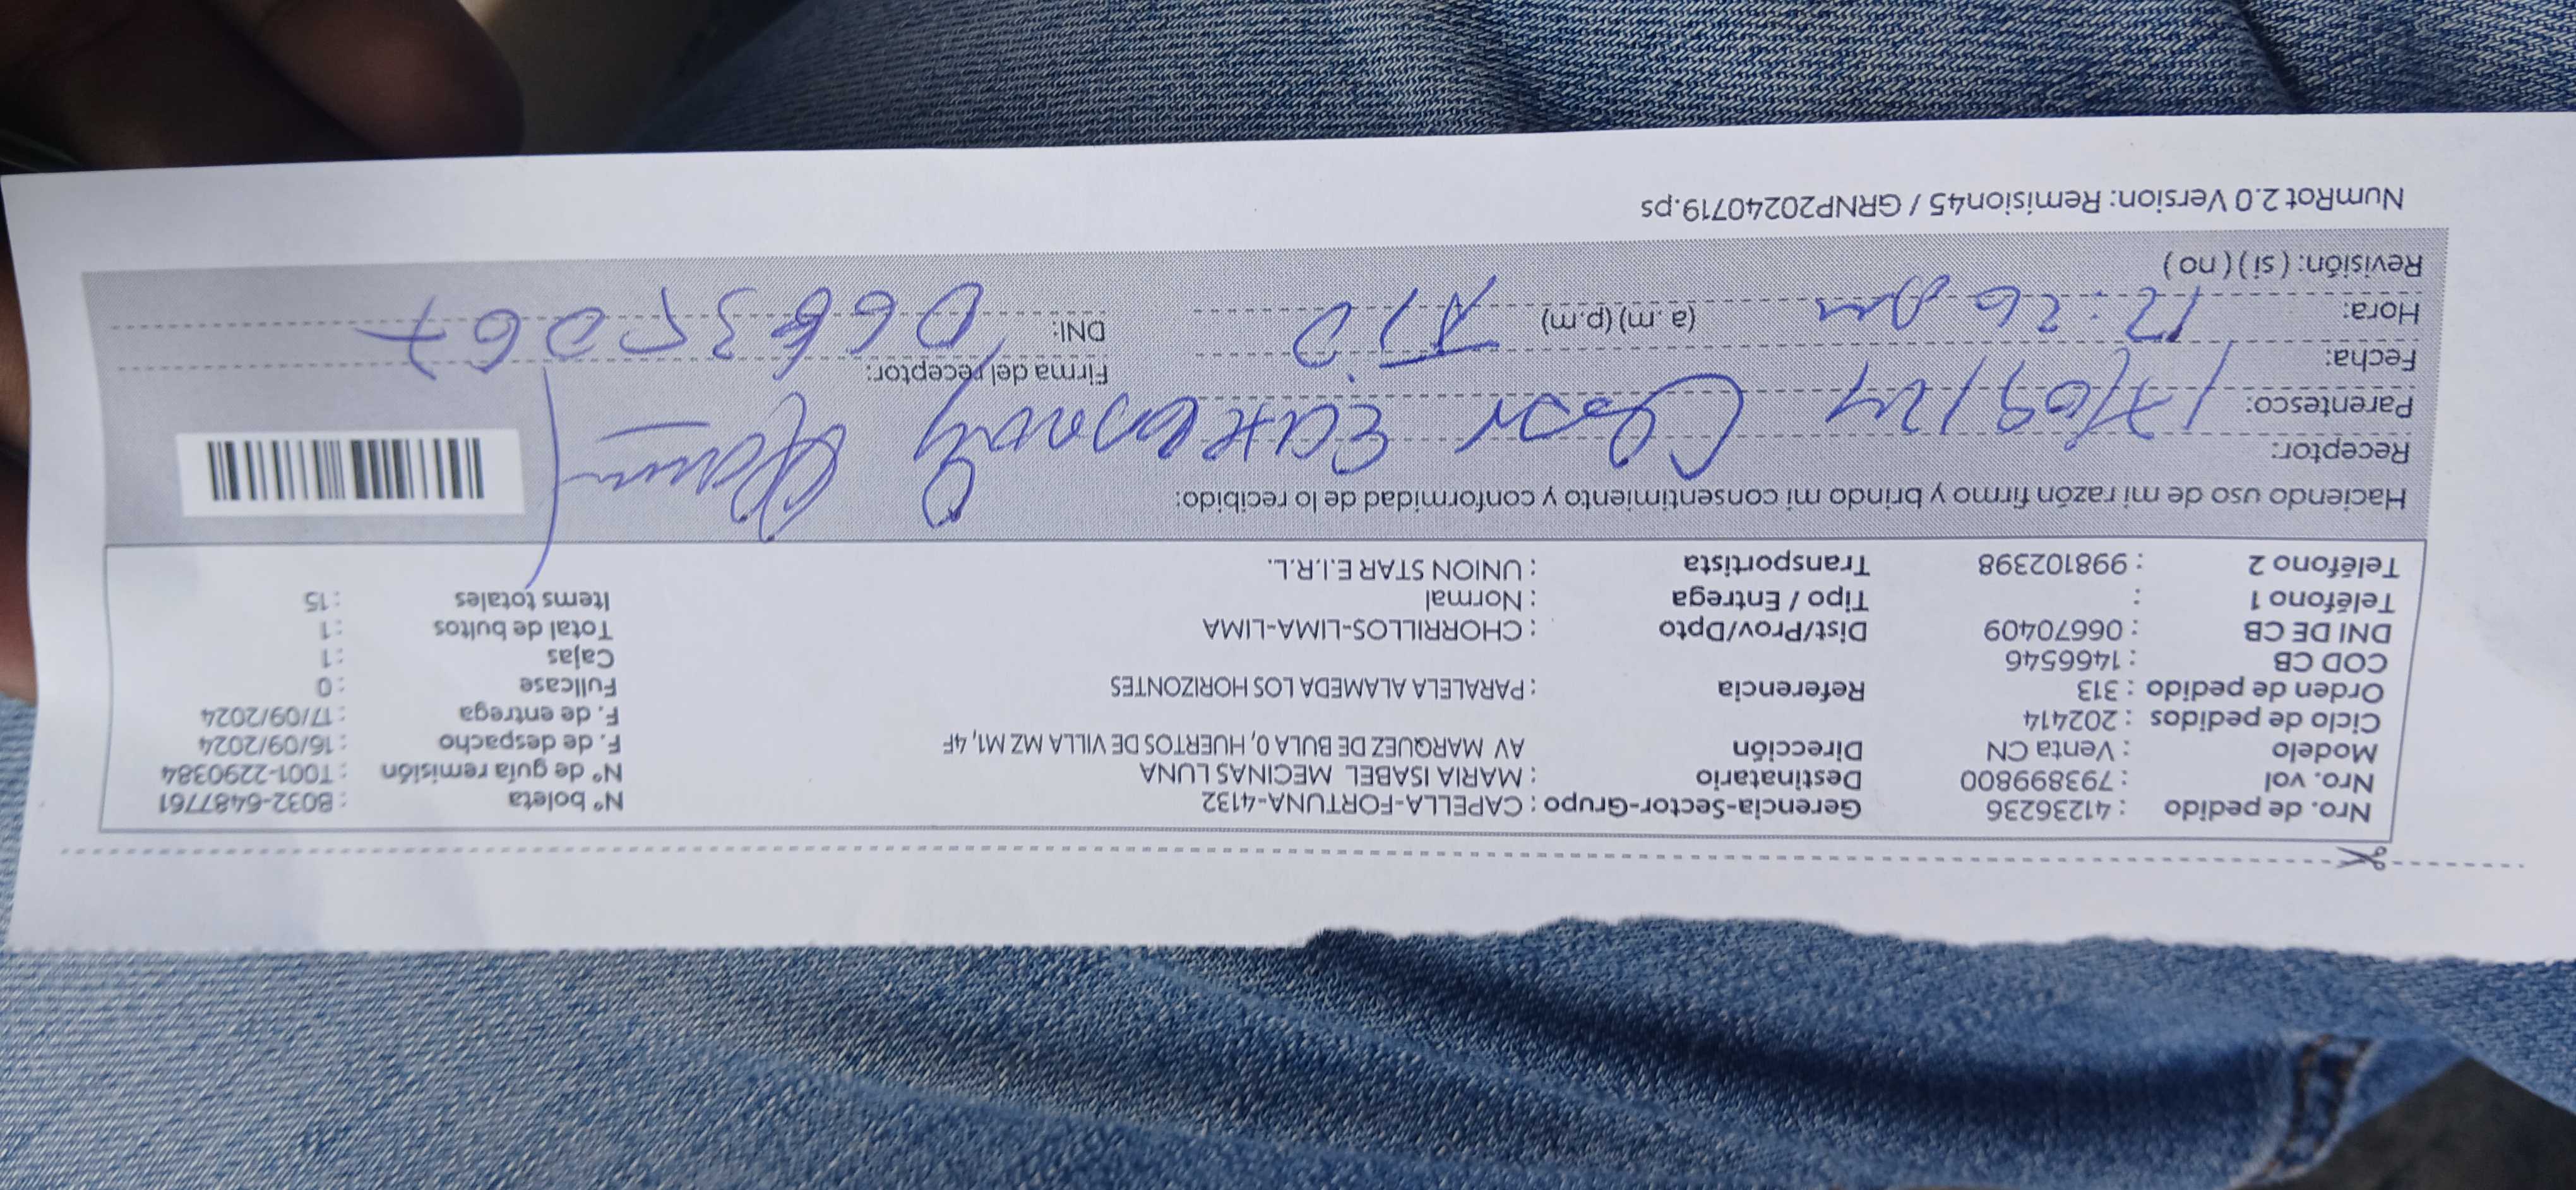 Nro. de pedido : 41236236 Gerencia-Sector-Grupo : CAPELLA-FORTUNA-4132 N° boleta : B032-6487761
Nro. vol : 793899800 Destinatario : MARIA ISABEL MECINAS LUNA N° de guía remisión : T001-2290384
Modelo : Venta CN Dirección AV MARQUEZ DE BULA 0, HUERTOS DE VILLA MZ M1, 4F F. de despacho : 16/09/2024
Ciclo de pedidos : 202414 F. de entrega : 17/09/2024
Orden de pedido : 313 Referencia : PARALELA ALAMEDA LOS HORIZONTES Fullcase : 0
COD CB : 1466546 Cajas : 1
DNI DE CB : 06670409 Dist/Prov/Dpto : CHORRILLOS-LIMA-LIMA Total de bultos : 1
Teléfono 1 : Tipo / Entrega : Normal Items totales : 15
Teléfono 2 : 998102398 Transportista : UNION STAR E.I.R.L.
Haciendo uso de mi razón firmo y brindo mi consentimiento y conformidad de lo recibido:
Receptor:
Parentesco: 17/09/24
Fecha: Firma del receptor:
Hora: 12:26 (a.m) (p.m) DNI:
Revisión: ( si ) ( no )
NumRot 2.0 Version: Remision45 / GRNP20240719.ps